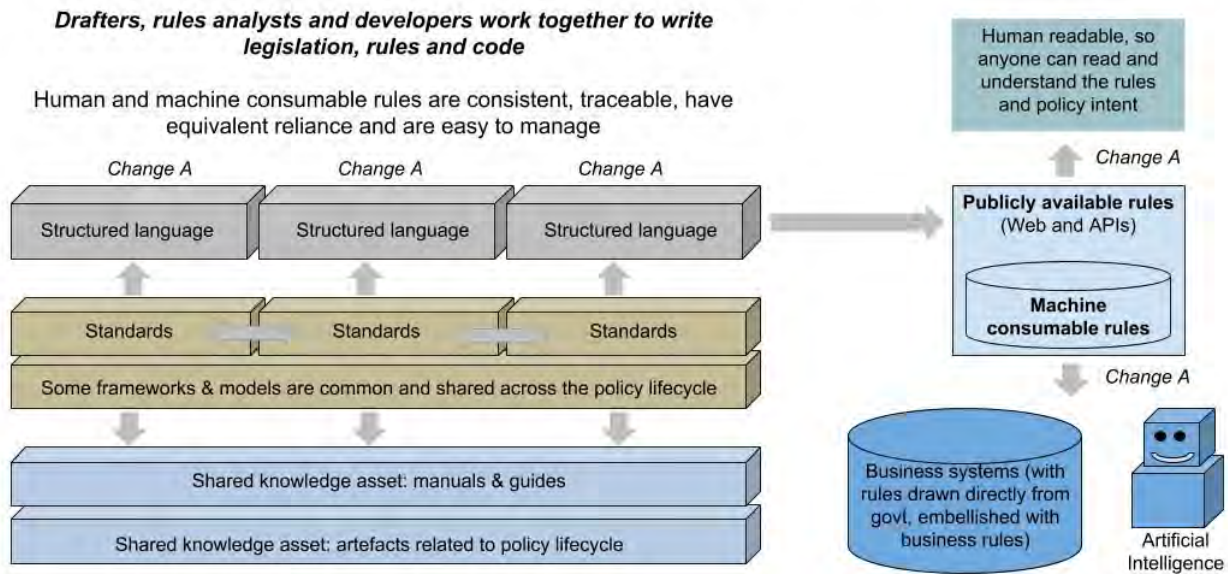 Drafters, rules analysts and developers work together to write
legislation, rules and code
Human and machine consumable rules are consistent, traceable, have
equivalent reliance and are easy to manage
Change A
Change A
Change A
Structured language
Structured language
Structured language
Standards
Standards
Standards
Some frameworks & models are common and shared across the policy lifecycle
Shared knowledge asset: manuals & guides
Shared knowledge asset: artefacts related to policy lifecycle
Human readable, so
anyone can read and
understand the rules
and policy intent
Change A
Publicly available rules
(Web and APIs)
Machine
consumable rules
Change A
Business systems (with
rules drawn directly from
govt, embellished with
business rules)
Artificial
Intelligence